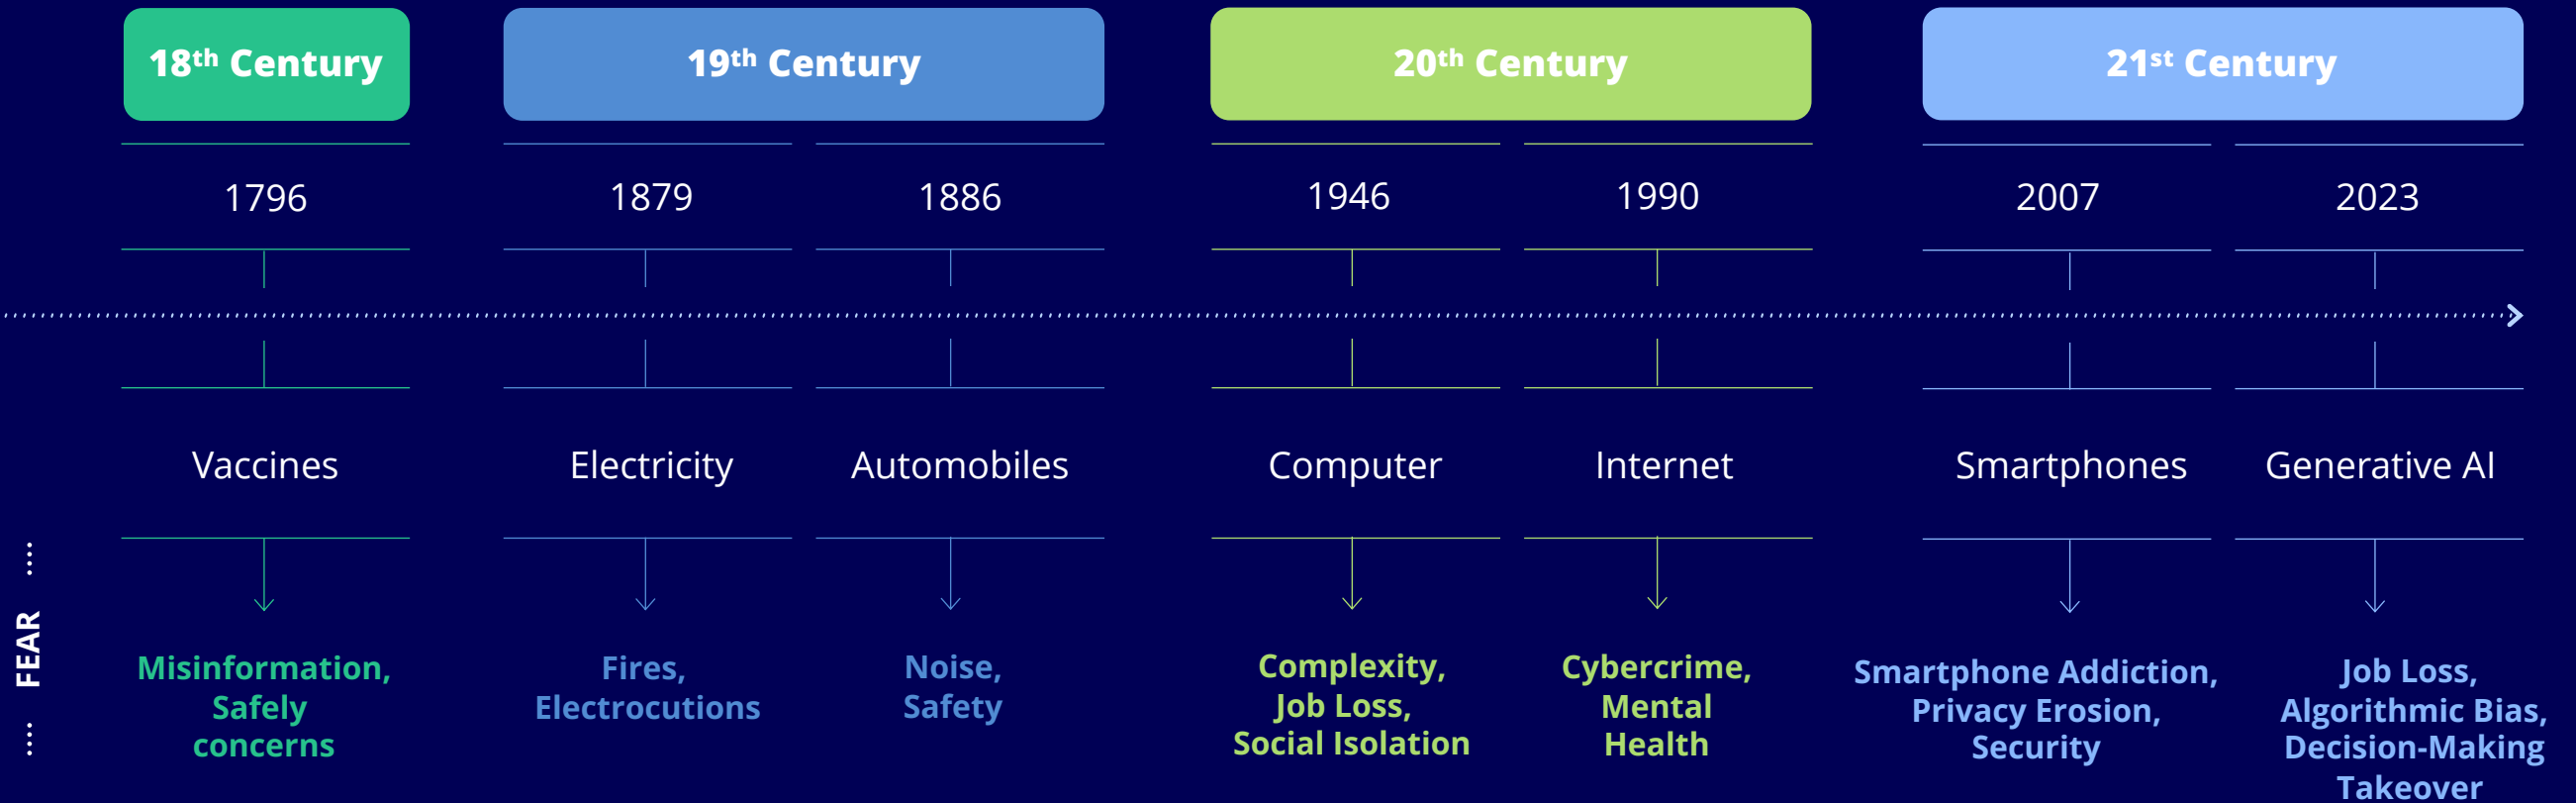 18th Century
19th Century
20th Century
21st Century
1796
1879
1886
1946
1990
2007
2023
Vaccines
Electricity
Automobiles
Computer
Internet
Smartphones
Generative AI
FEAR
Misinformation,
Safely
concerns
Fires,
Electrocutions
Noise,
Safety
Complexity,
Job Loss,
Social Isolation
Cybercrime,
Mental
Health
Smartphone Addiction,
Privacy Erosion,
Security
Job Loss,
Algorithmic Bias,
Decision-Making
Takeover